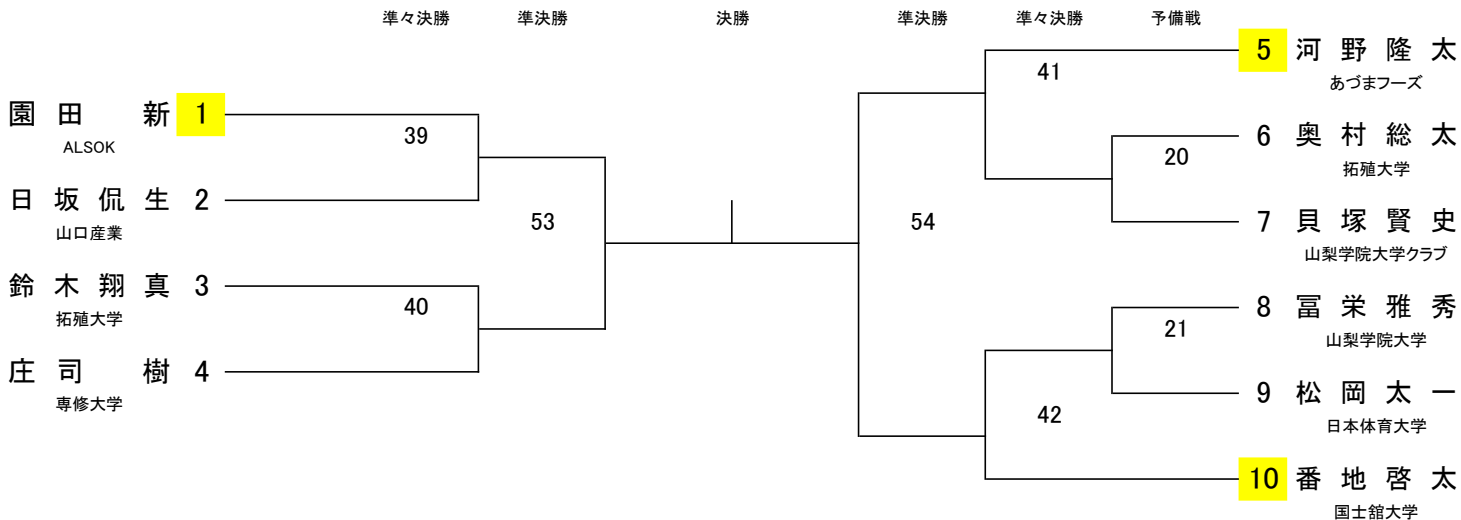 準々決勝 準決勝 決勝 準決勝 準々決勝 予備戦
園田 新 1
ALSOK
39
日坂侃生 2
山口産業
53
鈴木翔真 3
拓殖大学
40
庄司 樹 4
専修大学
5 河野隆太
あづまフーズ
41
6 奥村総太
拓殖大学
20
7 貝塚賢史
山梨学院大学クラブ
54
8 冨栄雅秀
山梨学院大学
21
9 松岡太一
日本体育大学
42
10 番地啓太
国士舘大学